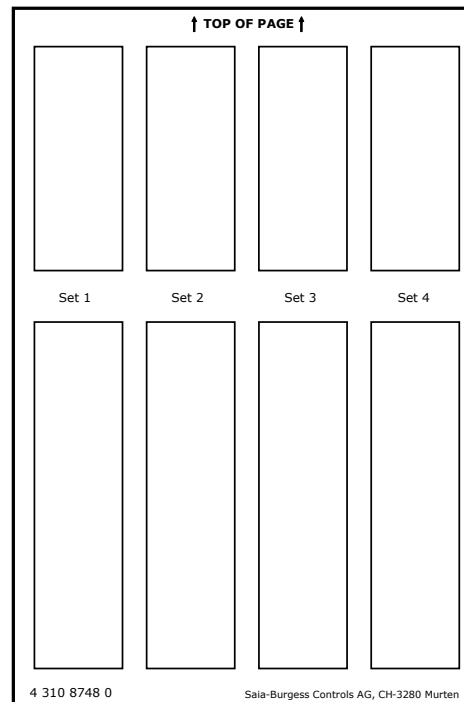 TOP OF PAGE
Set 1 Set 2 Set 3 Set 4
4 310 8748 0 Saia-Burgess Controls AG, CH-3280 Murten